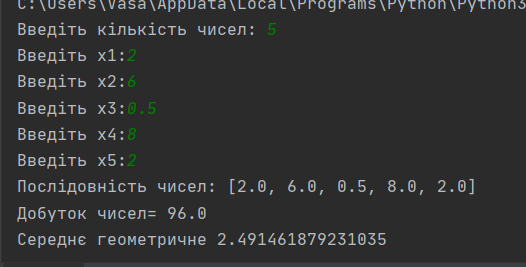 C:\Users\Vasa\AppData\Local\Programs\Python\Python3
Введіть кількість чисел: 5
Введіть x1:2
Введіть x2:6
Введіть x3:0.5
Введіть x4:8
Введіть x5:2
Послідовність чисел: [2.0, 6.0, 0.5, 8.0, 2.0]
Добуток чисел= 96.0
Середнє геометричне 2.491461879231035